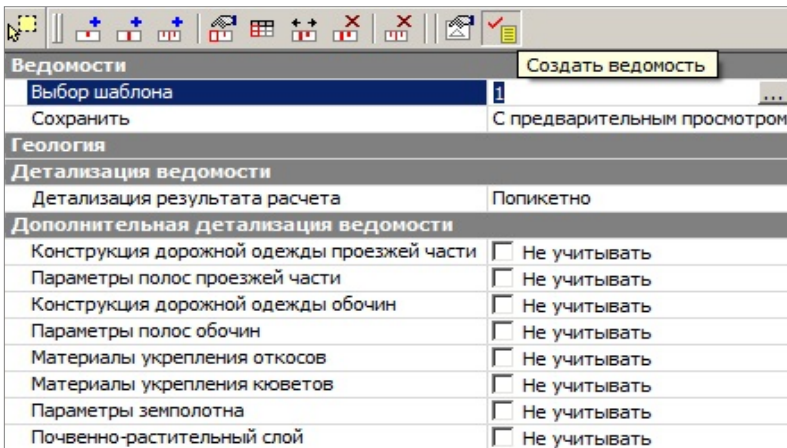 Создать ведомость
Ведомости
Выбор шаблона 1 ...
Сохранить С предварительным просмотром
Геология
Детализация ведомости
Детализация результата расчета Попикетно
Дополнительная детализация ведомости
Конструкция дорожной одежды проезжей части Не учитывать
Параметры полос проезжей части Не учитывать
Конструкция дорожной одежды обочин Не учитывать
Параметры полос обочин Не учитывать
Материалы укрепления откосов Не учитывать
Материалы укрепления кюветов Не учитывать
Параметры земполотна Не учитывать
Почвенно-растительный слой Не учитывать